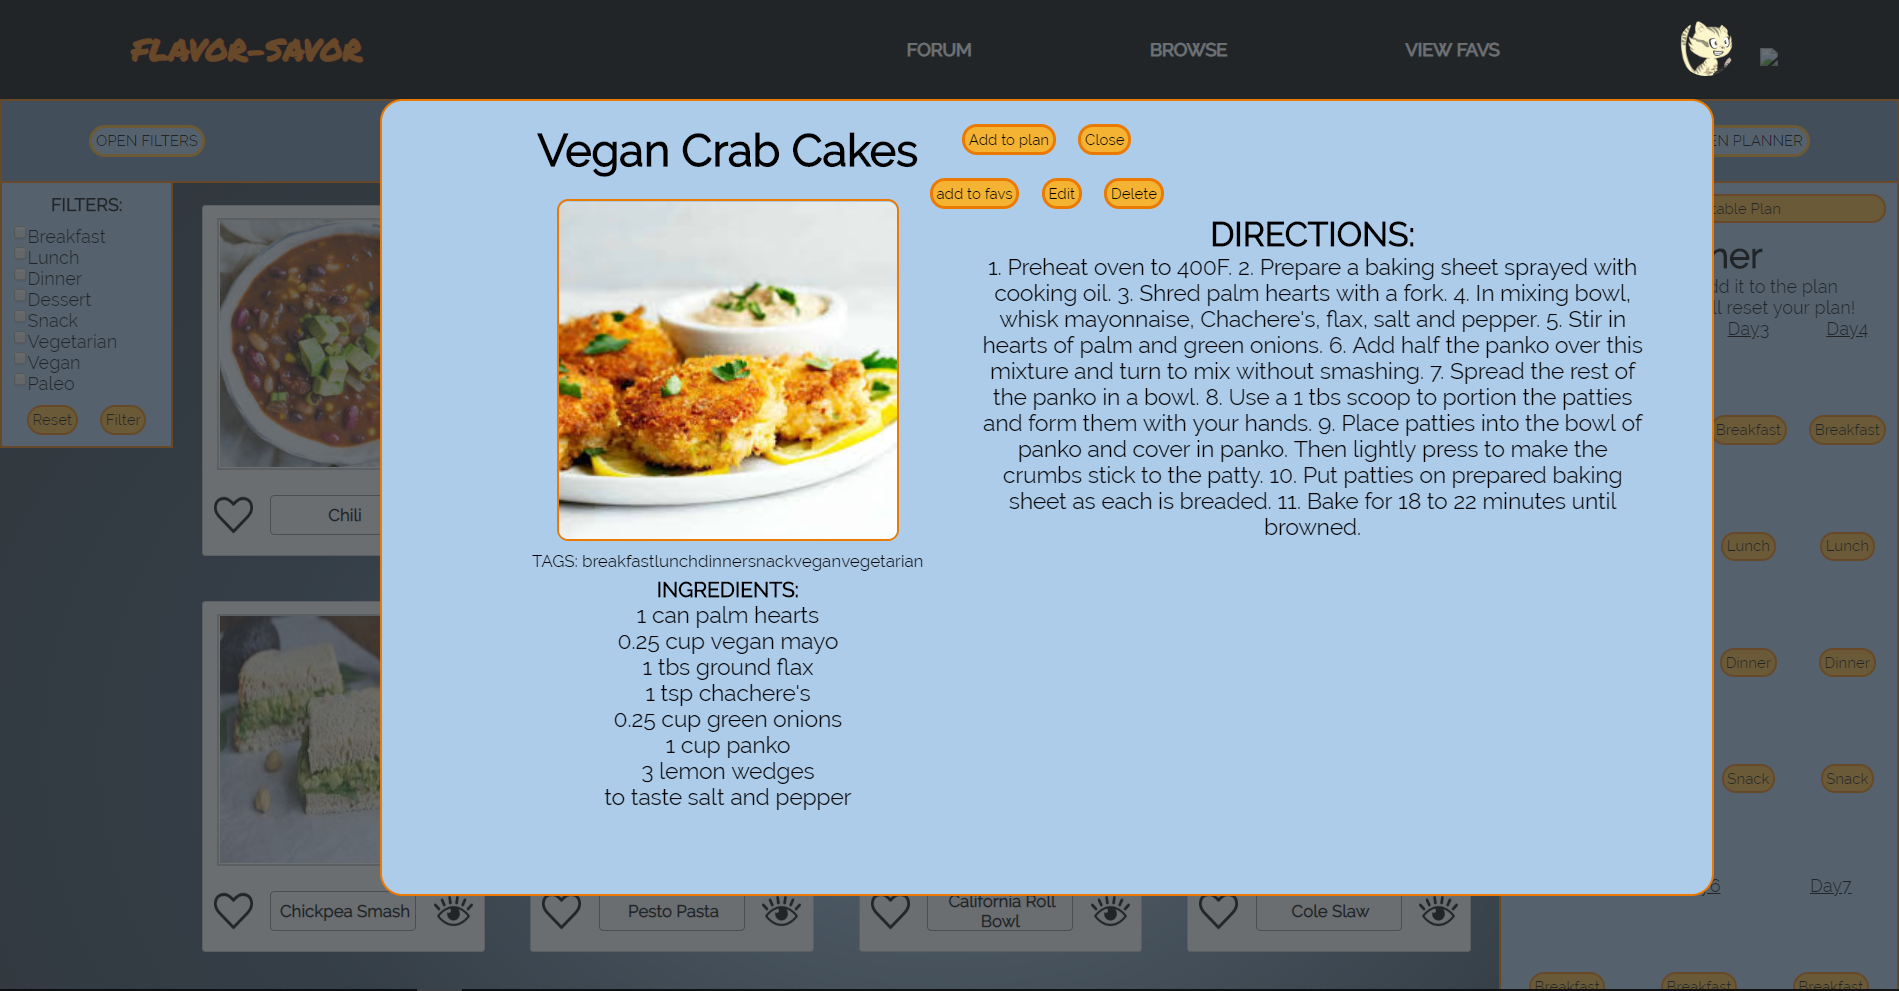 FLAVOR-SAVOR
FORUM
BROWSE
VIEW FAVS
OPEN FILTERS
FILTERS:
Breakfast
Lunch
Dinner
Dessert
Snack
Vegetarian
Vegan
Paleo
Reset
Filter
Chili
Chickpea Smash
Pesto Pasta
California Roll
Bowl
Cole Slaw
Vegan Crab Cakes
Add to plan
Close
add to favs
Edit
Delete
TAGS: breakfastlunchdinnersnackveganvegetarian
INGREDIENTS:
1 can palm hearts
0.25 cup vegan mayo
1 tbs ground flax
1 tsp chachere's
0.25 cup green onions
1 cup panko
3 lemon wedges
to taste salt and pepper
DIRECTIONS:
1. Preheat oven to 400F. 2. Prepare a baking sheet sprayed with
cooking oil. 3. Shred palm hearts with a fork. 4. In mixing bowl,
whisk mayonnaise, Chachere's, flax, salt and pepper. 5. Stir in
hearts of palm and green onions. 6. Add half the panko over this
mixture and turn to mix without smashing. 7. Spread the rest of
the panko in a bowl. 8. Use a 1 tbs scoop to portion the patties
and form them with your hands. 9. Place patties into the bowl of
panko and cover in panko. Then lightly press to make the
crumbs stick to the patty. 10. Put patties on prepared baking
sheet as each is breaded. 11. Bake for 18 to 22 minutes until
browned.
PLANNER
Plan
it to the plan
reset your plan!
Day3
Day4
Breakfast
Breakfast
Lunch
Lunch
Dinner
Dinner
Snack
Snack
Day7
Breakfast
Breakfast
Breakfast